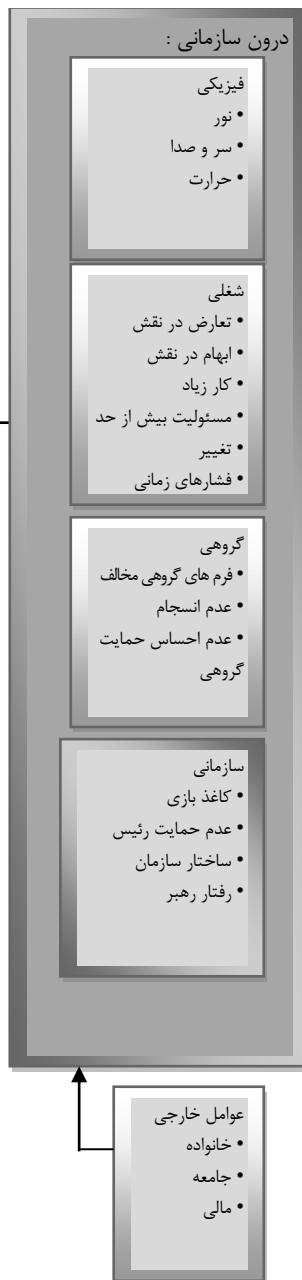 درون سازمانی :
فیزیکی
• نور
• سر و صدا
• حرارت
شغلی
• تعارض در نقش
• ابهام در نقش
• کار زیاد
• مسئولیت بیش از حد
• تغییر
• فشارهای زمانی
گروهی
• فرم های گروهی مخالف
• عدم انسجام
• عدم احساس حمایت
گروهی
سازمانی
• کاغذ بازی
• عدم حمایت رئیس
• ساختار سازمان
• رفتار رهبر
عوامل خارجی
• خانواده
• جامعه
• مالی